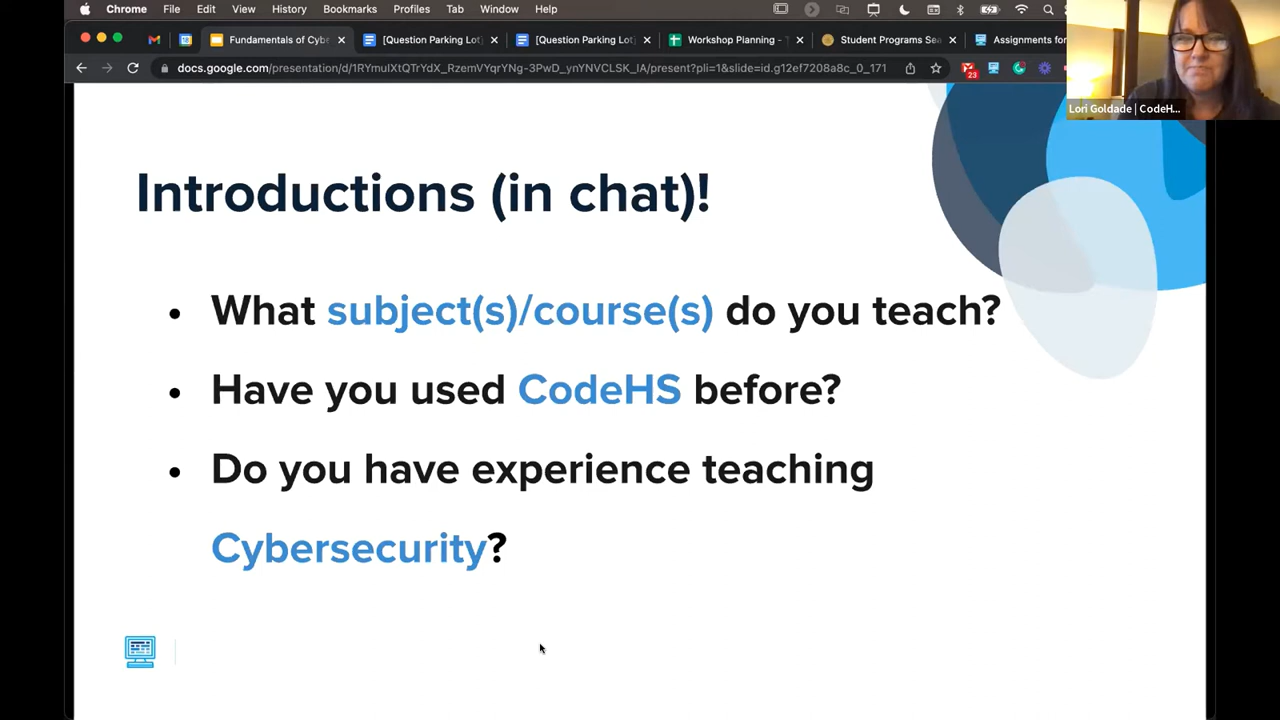 Chrome File Edit View History Bookmarks Profiles Tab Window Help
Fundamentals of Cybe [Question Parking Lot] [Question Parking Lot] Workshop Planning - T Student Programs Sea Assignments for
docs.google.com/presentation/d/1RYmulXtQTrYdX_RzemVYqrYNg-3PwD_ynYNVCLSK_IA/present?pli=1&slide=id.g12ef7208a8c_0_171
23
Lori Goldade | CodeH...
Introductions (in chat)!
• What subject(s)/course(s) do you teach?
• Have you used CodeHS before?
• Do you have experience teaching
Cybersecurity?